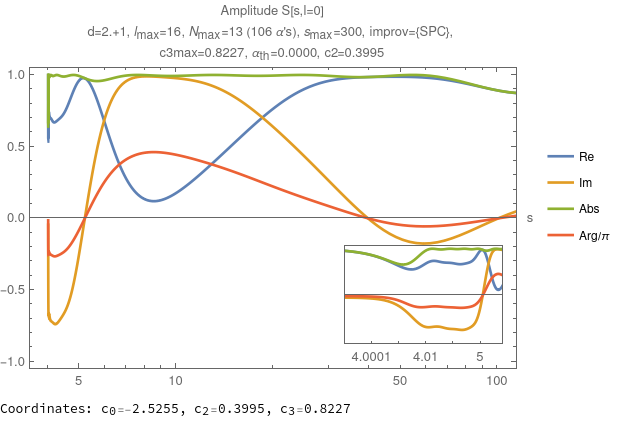 Amplitude S[s,l=0]
d=2.+1, lmax=16, Nmax=13 (106 α's), smax=300, improv={SPC},
c3max=0.8227, αth=0.0000, c2=0.3995
1.0
0.5
0.0
−0.5
−1.0
s
5 10 50 100
4.0001 4.01 5
Re
Im
Abs
Arg/π
Coordinates: c0=-2.5255, c2=0.3995, c3=0.8227